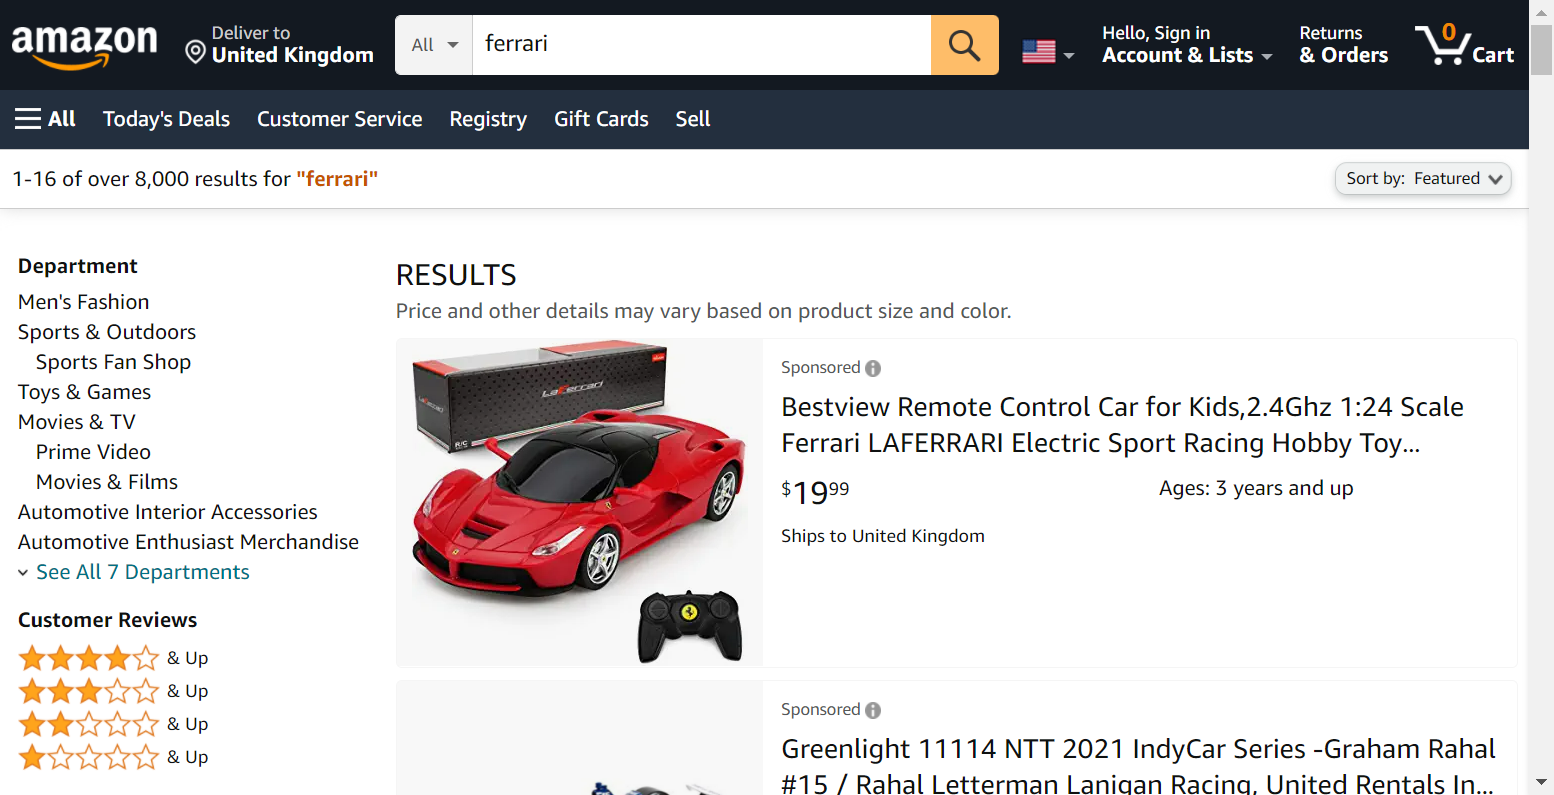 amazon
Deliver to
United Kingdom
All
ferrari
Hello, Sign in
Account & Lists
Returns
& Orders
0
Cart
All
Today's Deals
Customer Service
Registry
Gift Cards
Sell
1-16 of over 8,000 results for "ferrari"
Sort by: Featured
Department
Men's Fashion
Sports & Outdoors
Sports Fan Shop
Toys & Games
Movies & TV
Prime Video
Movies & Films
Automotive Interior Accessories
Automotive Enthusiast Merchandise
See All 7 Departments
Customer Reviews
& Up
& Up
& Up
& Up
RESULTS
Price and other details may vary based on product size and color.
LaFerrari
LaFerrari
R/C
Sponsored
Bestview Remote Control Car for Kids,2.4Ghz 1:24 Scale
Ferrari LAFERRARI Electric Sport Racing Hobby Toy...
$1999
Ages: 3 years and up
Ships to United Kingdom
Sponsored
Greenlight 11114 NTT 2021 IndyCar Series -Graham Rahal
#15 / Rahal Letterman Lanigan Racing, United Rentals In...